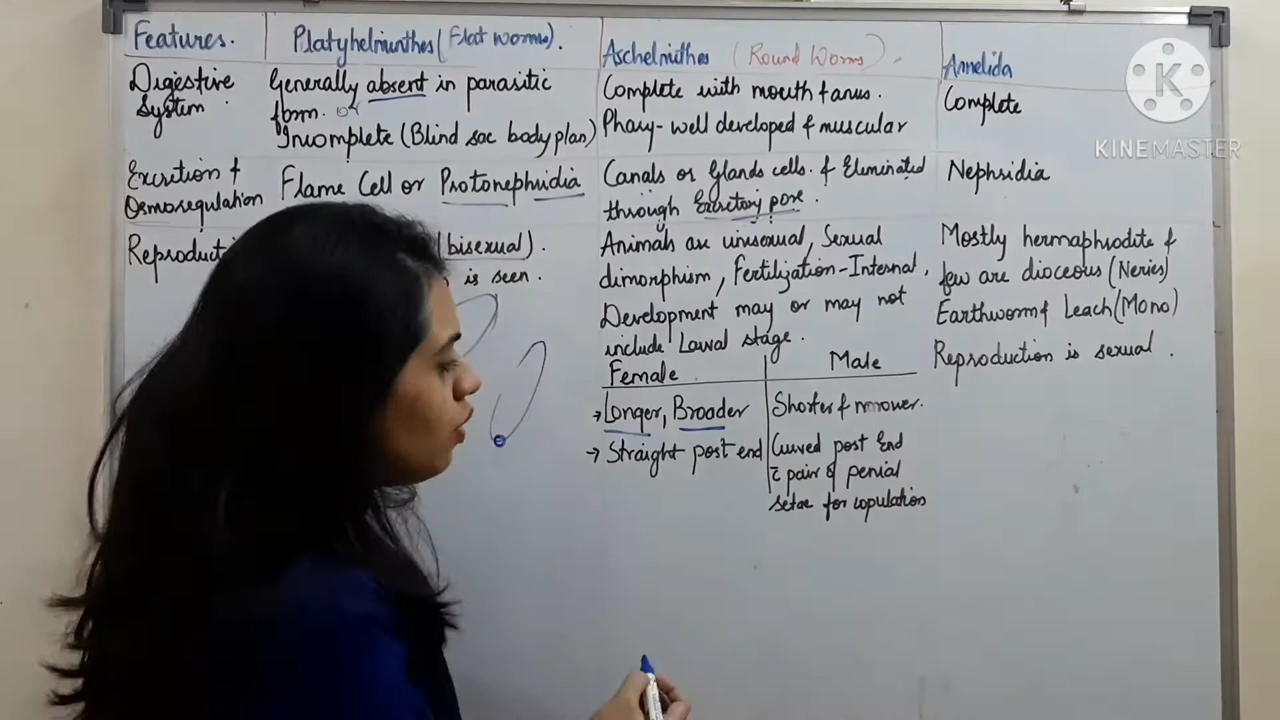 Features.
Platyhelminthes (Flat worms).
Aschelmithes (Round Worms)
Annelida
Digestive
System
Generally absent in parasitic
form. or
Incomplete (Blind sac body plan)
Complete with mouth & anus.
Phary- well developed & muscular
Complete
Excretion &
Osmoregulation
Flame Cell or Protonephridia
Canals or Glands cells. & Eliminated
through Excretory pore.
Nephridia
Reproducti
(bisexual).
is seen.
Animals are unisexual, Sexual
dimorphism, Fertilization-Internal,
Development may or may not
include Larval stage.
Female
Male
→ Longer, Broader
Shorter & narrower.
→ Straight post end
Curved post End
c̄ pair of penial
setae for copulation
Mostly hermaphrodite &
few are dioceous (Neries)
Earthworm & Leach (Mono)
Reproduction is sexual.
K
KINEMASTER